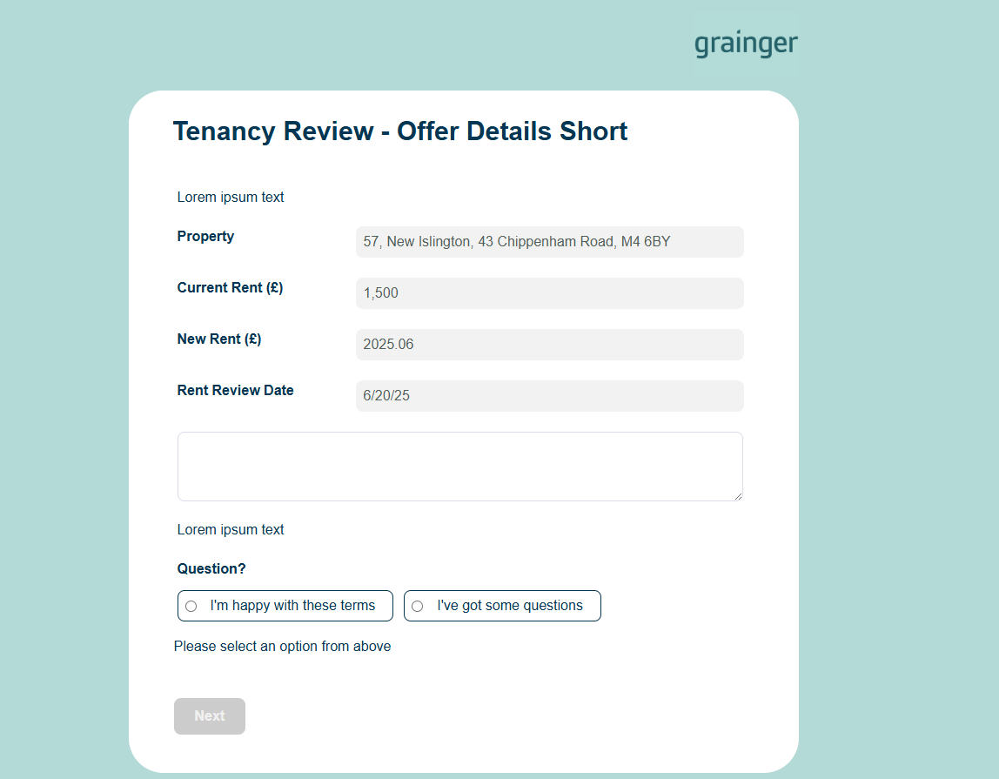 grainger
Tenancy Review - Offer Details Short
Lorem ipsum text
Property
57, New Islington, 43 Chippenham Road, M4 6BY
Current Rent (£)
1,500
New Rent (£)
2025.06
Rent Review Date
6/20/25
Lorem ipsum text
Question?
I'm happy with these terms
I've got some questions
Please select an option from above
Next